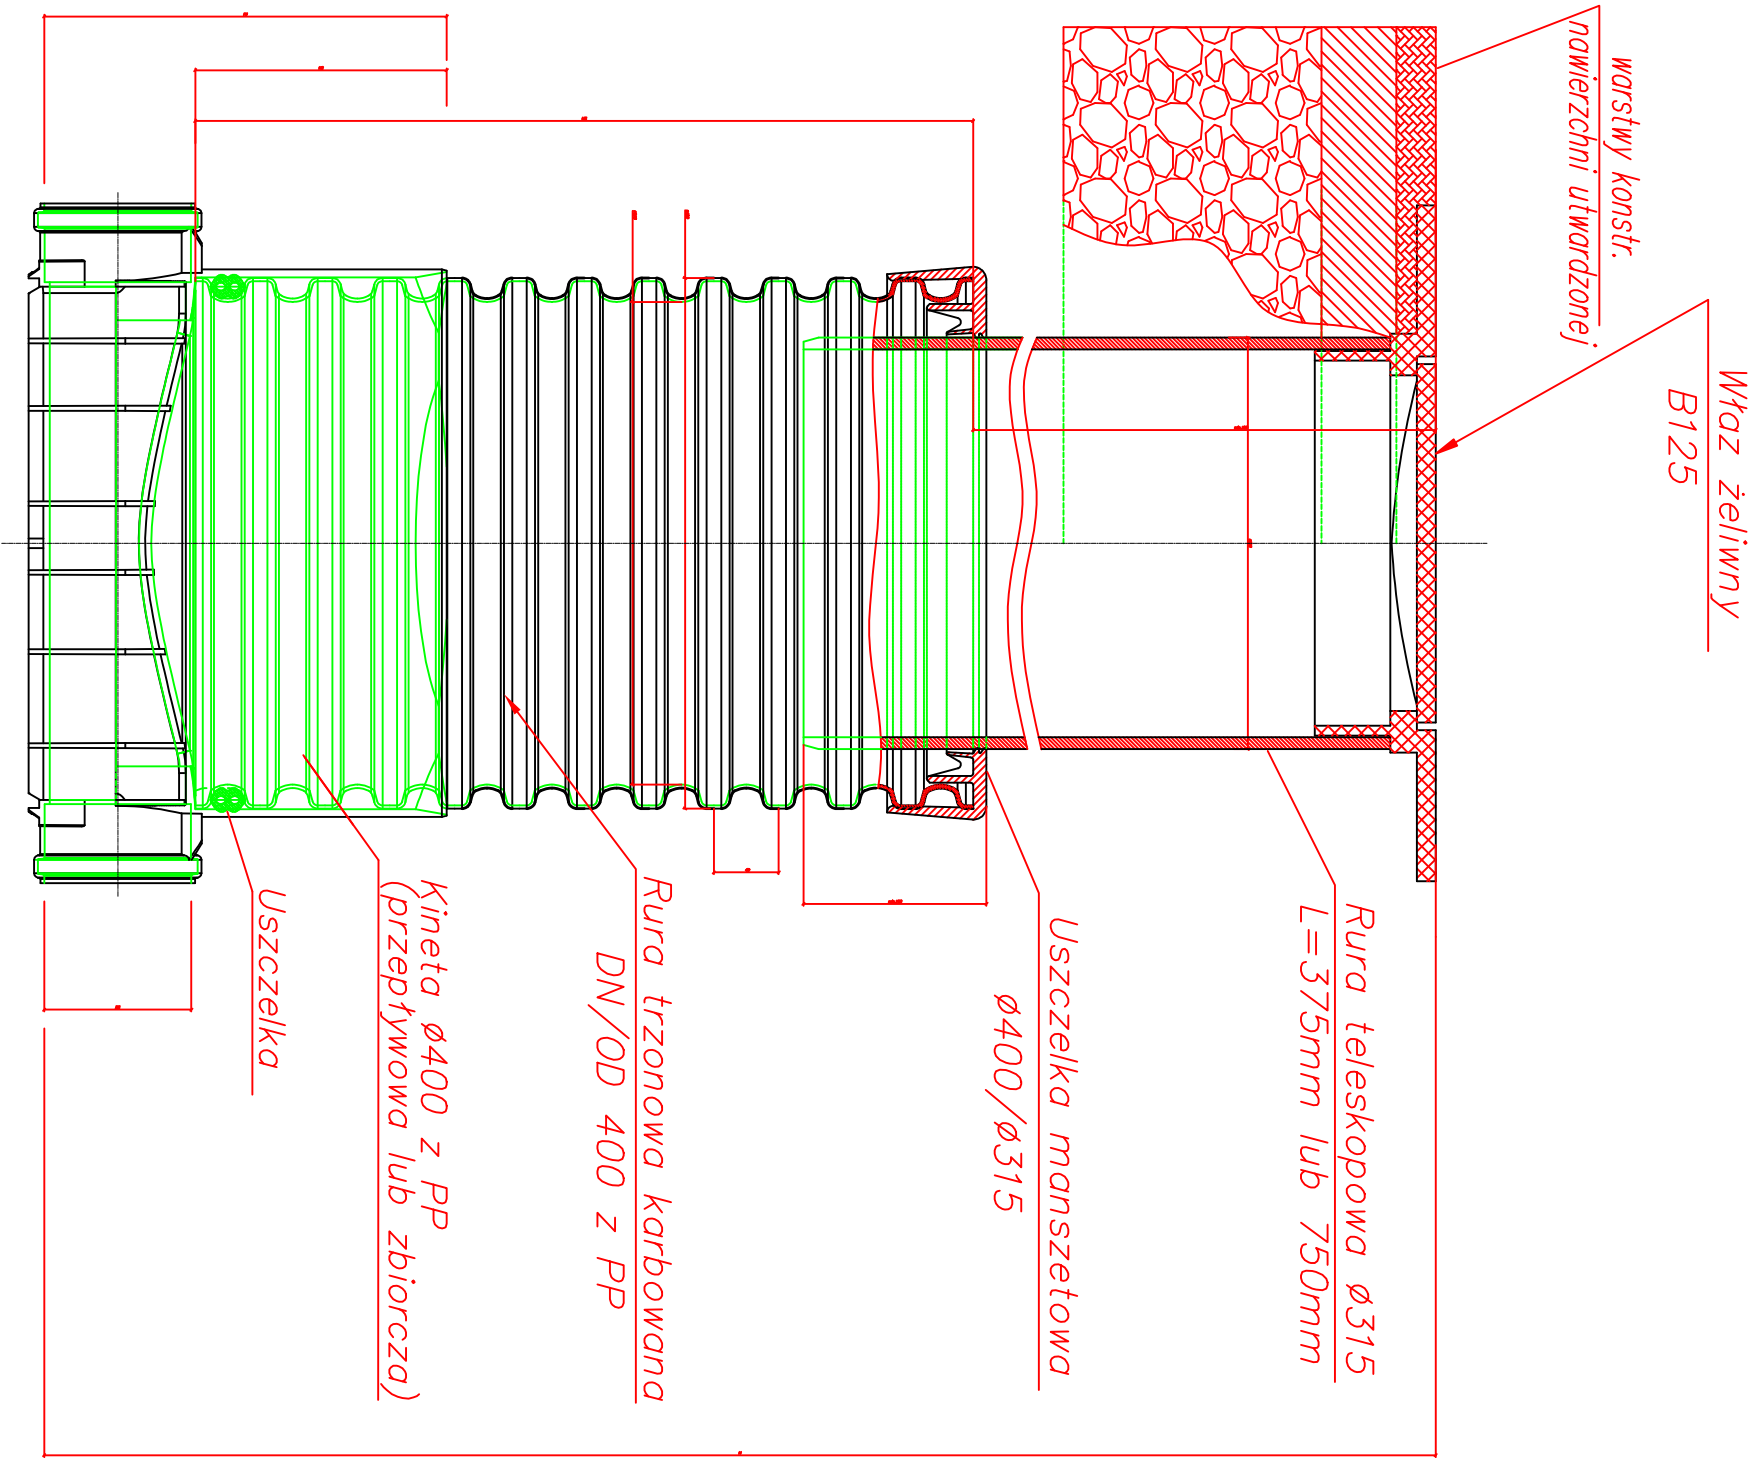 warstwy konstr.
nawierzchni utwardzonej
Właz żeliwny
B125
Rura teleskopowa ø315
L=375mm lub 750mm
Uszczelka manszetowa
ø400/ø315
Rura trzonowa karbowana
DN/OD 400 z PP
Kineta ø400 z PP
(przepływowa lub zbiorcza)
Uszczelka